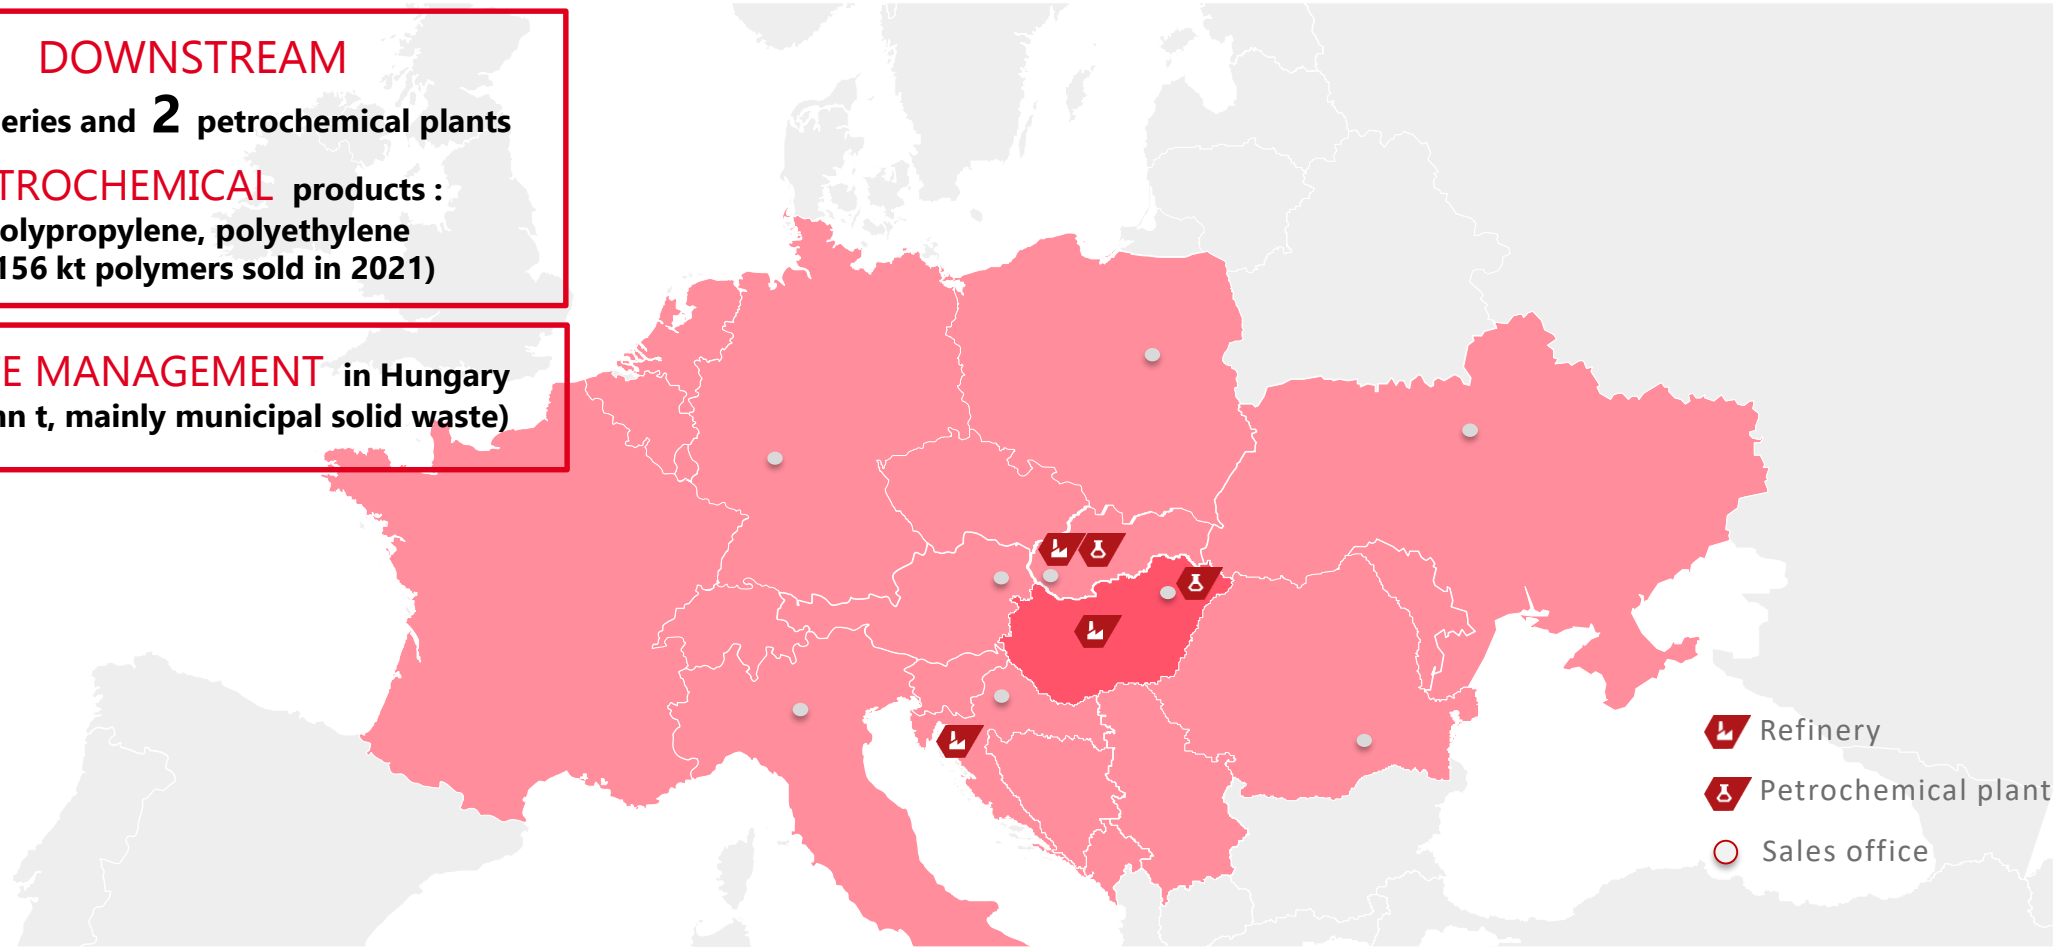 DOWNSTREAM
eries and 2 petrochemical plants
TROCHEMICAL products :
olypropylene, polyethylene
156 kt polymers sold in 2021)
E MANAGEMENT in Hungary
nn t, mainly municipal solid waste)
Refinery
Petrochemical plant
Sales office